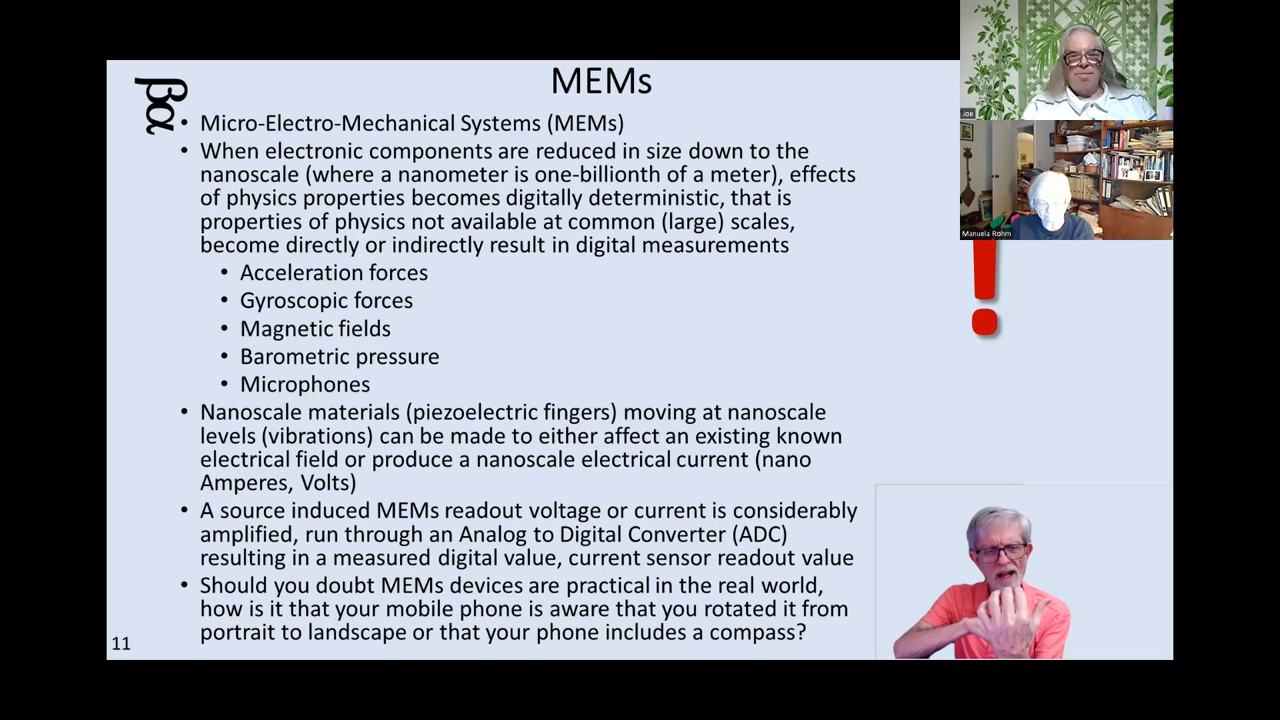 βα
MEMs
• Micro-Electro-Mechanical Systems (MEMs)
• When electronic components are reduced in size down to the
nanoscale (where a nanometer is one-billionth of a meter), effects
of physics properties becomes digitally deterministic, that is
properties of physics not available at common (large) scales,
become directly or indirectly result in digital measurements
• Acceleration forces
• Gyroscopic forces
• Magnetic fields
• Barometric pressure
• Microphones
• Nanoscale materials (piezoelectric fingers) moving at nanoscale
levels (vibrations) can be made to either affect an existing known
electrical field or produce a nanoscale electrical current (nano
Amperes, Volts)
• A source induced MEMs readout voltage or current is considerably
amplified, run through an Analog to Digital Converter (ADC)
resulting in a measured digital value, current sensor readout value
• Should you doubt MEMs devices are practical in the real world,
how is it that your mobile phone is aware that you rotated it from
portrait to landscape or that your phone includes a compass?
11
Joe
Manuela Rohm
!